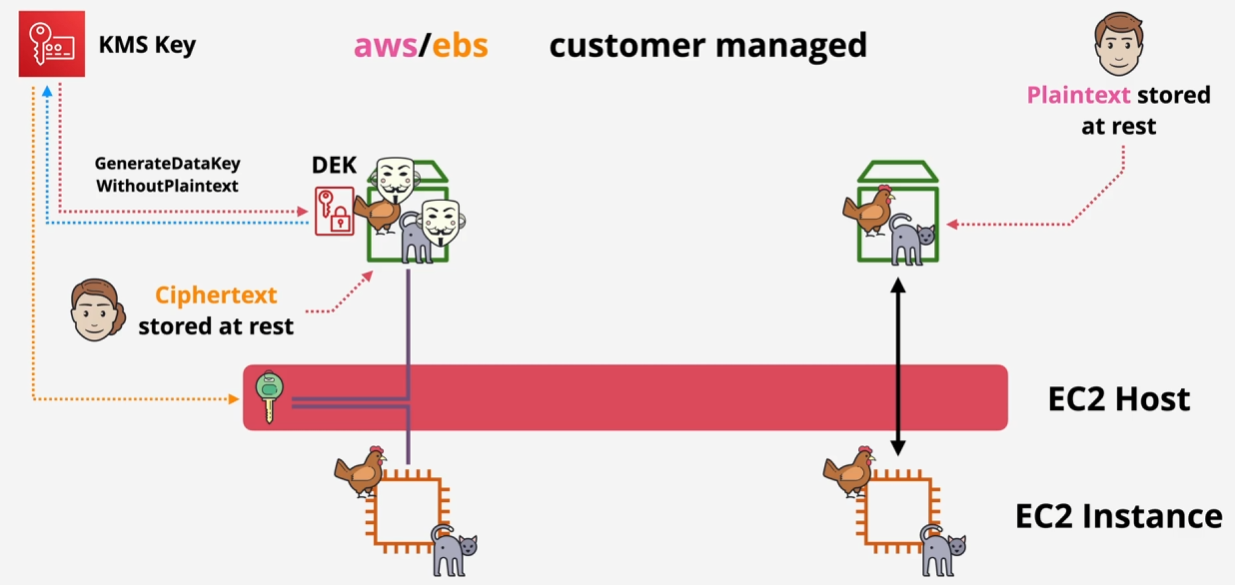 KMS Key
aws/ebs
customer managed
Plaintext stored
at rest
GenerateDataKey
WithoutPlaintext
DEK
Ciphertext
stored at rest
EC2 Host
EC2 Instance